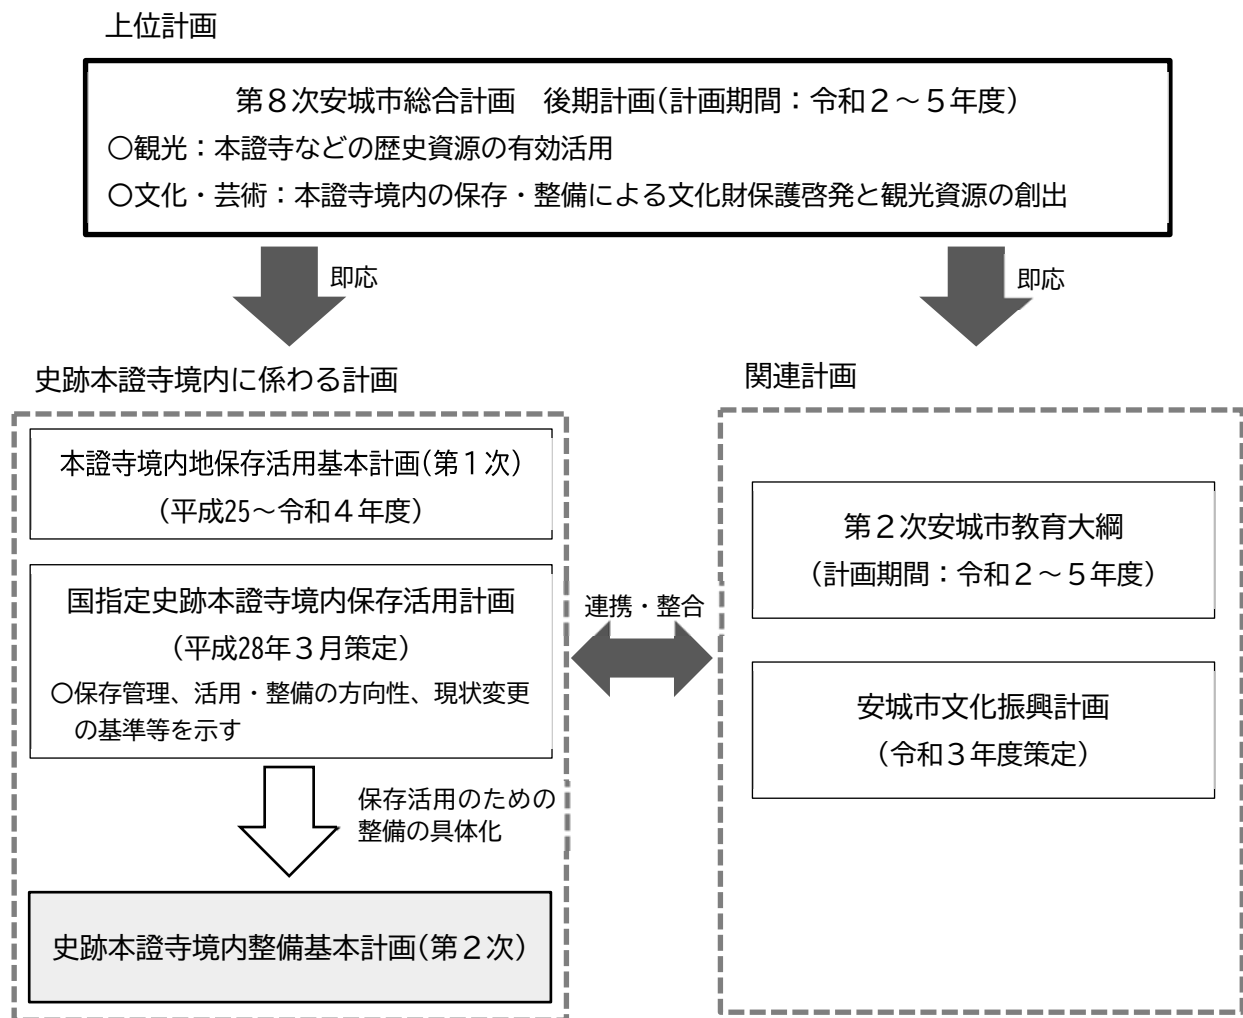 上位計画
第８次安城市総合計画　後期計画(計画期間：令和２～５年度)
○観光：本證寺などの歴史資源の有効活用
○文化・芸術：本證寺境内の保存・整備による文化財保護啓発と観光資源の創出
即応
即応
史跡本證寺境内に係わる計画
本證寺境内地保存活用基本計画(第１次)
(平成25～令和４年度)
国指定史跡本證寺境内保存活用計画
(平成28年３月策定)
○保存管理、活用・整備の方向性、現状変更
の基準等を示す
保存活用のための
整備の具体化
史跡本證寺境内整備基本計画(第２次)
連携・整合
関連計画
第２次安城市教育大綱
(計画期間：令和２～５年度)
安城市文化振興計画
(令和３年度策定)